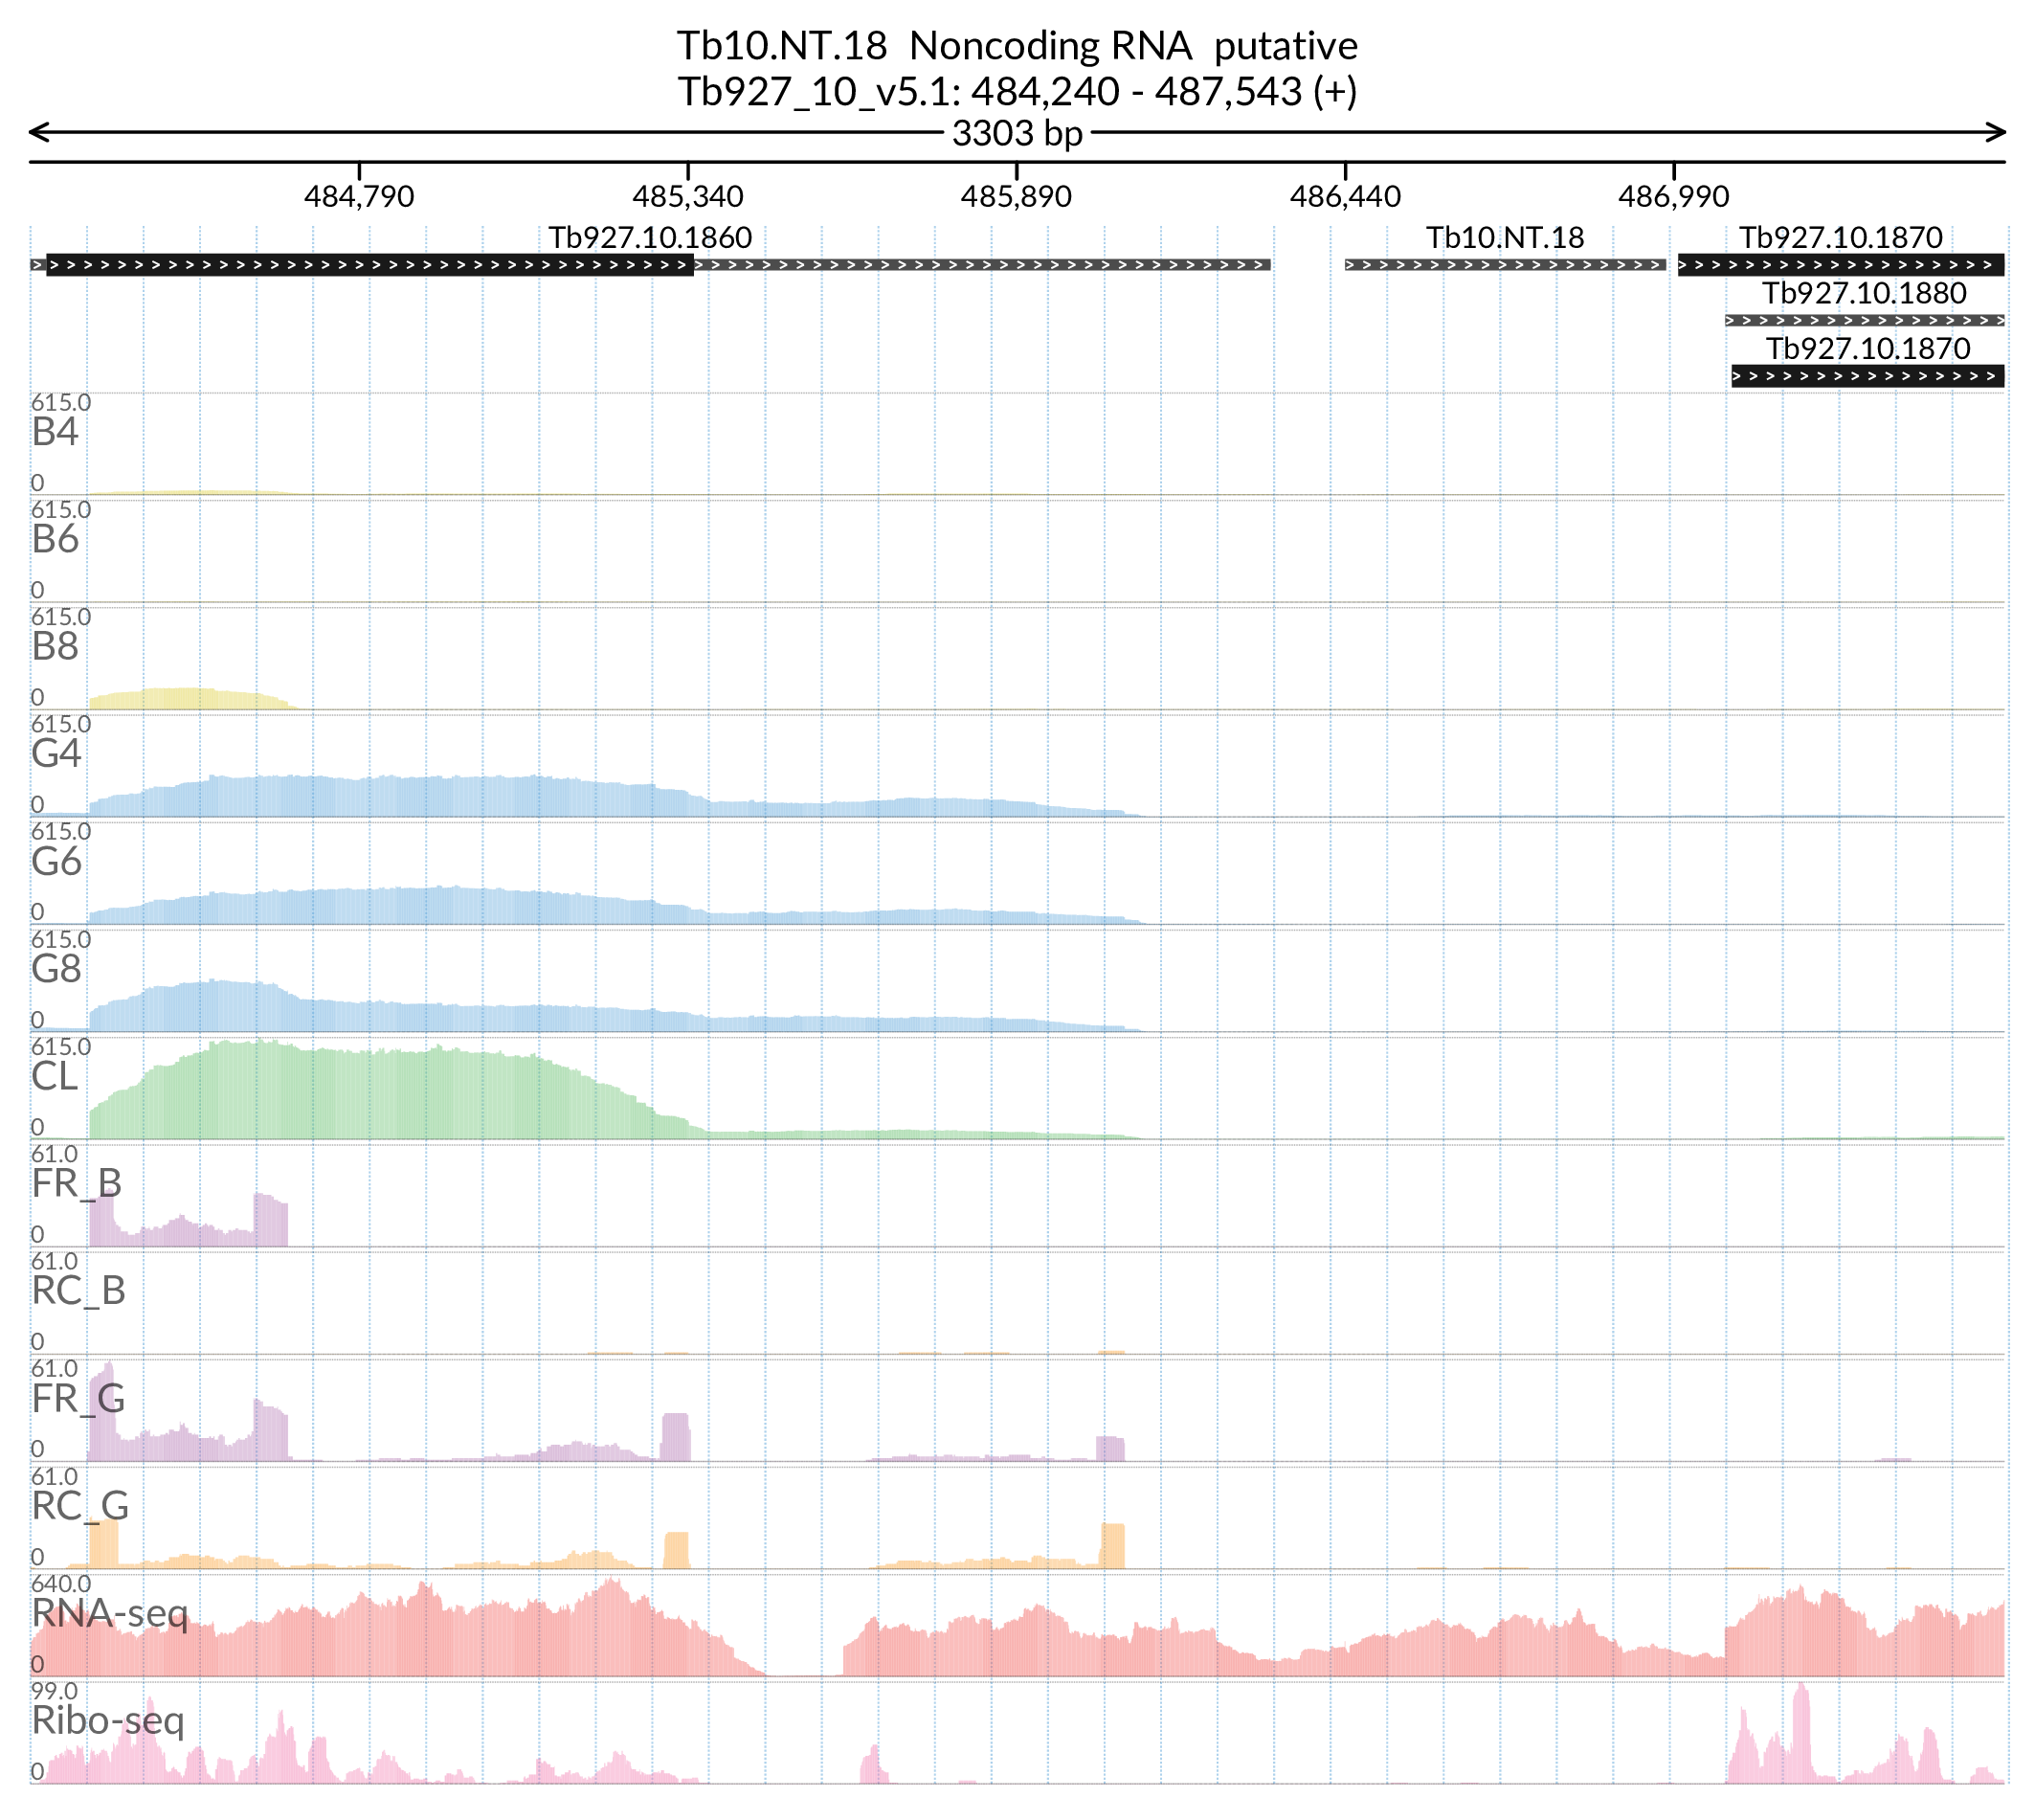 Tb10.NT.18 Noncoding RNA putative
Tb927_10_v5.1: 484,240 - 487,543 (+)
3303 bp
484,790 485,340 485,890 486,440 486,990
Tb927.10.1860 Tb10.NT.18 Tb927.10.1870
Tb927.10.1880
Tb927.10.1870
615.0
B4
0
615.0
B6
0
615.0
B8
0
615.0
G4
0
615.0
G6
0
615.0
G8
0
615.0
CL
0
61.0
FR_B
0
61.0
RC_B
0
61.0
FR_G
0
61.0
RC_G
0
640.0
RNA-seq
0
99.0
Ribo-seq
0